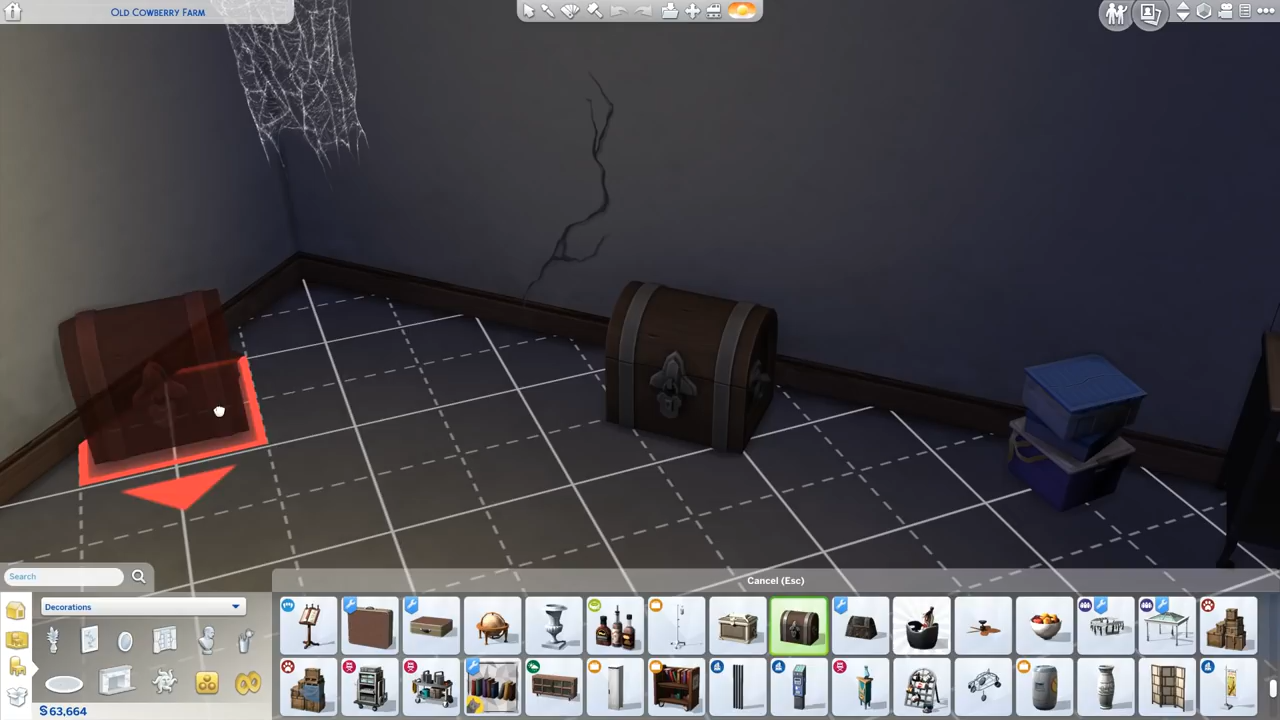 OLD COWBERRY FARM
Cancel (Esc)
Search
Decorations
§63,664